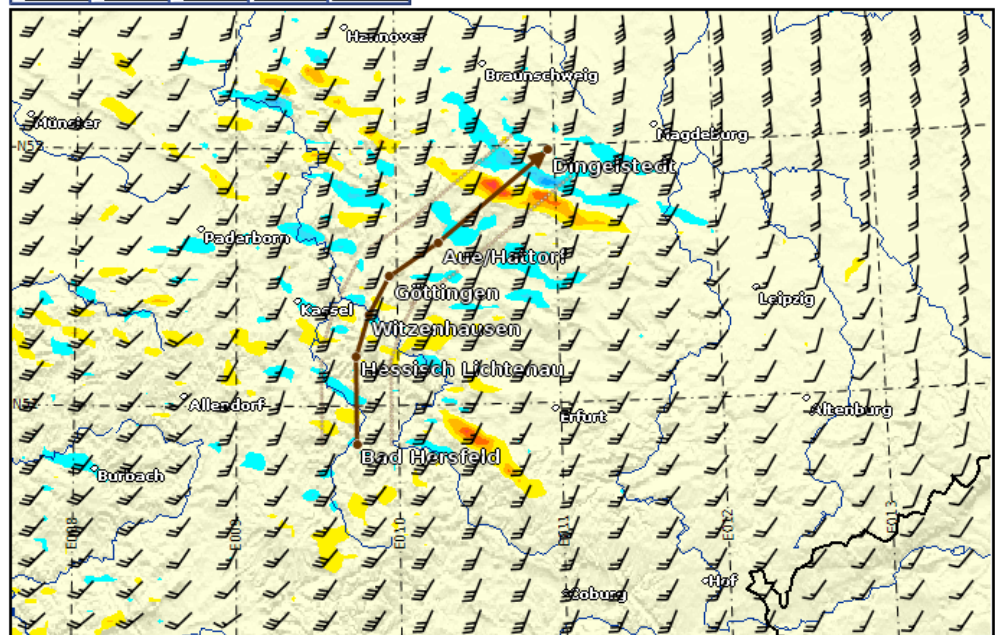 Hannover
Braunschweig
Münster
Magdeburg
N52
Dingelstedt
Paderborn
Aue/Hattorf
Göttingen
Leipzig
Kassel
Witzenhausen
Hessisch Lichtenau
N51
Allendorf
Altenburg
Erfurt
Bad Hersfeld
Burbach
E008
E009
E010
E011
E012
E013
Hof
Coburg